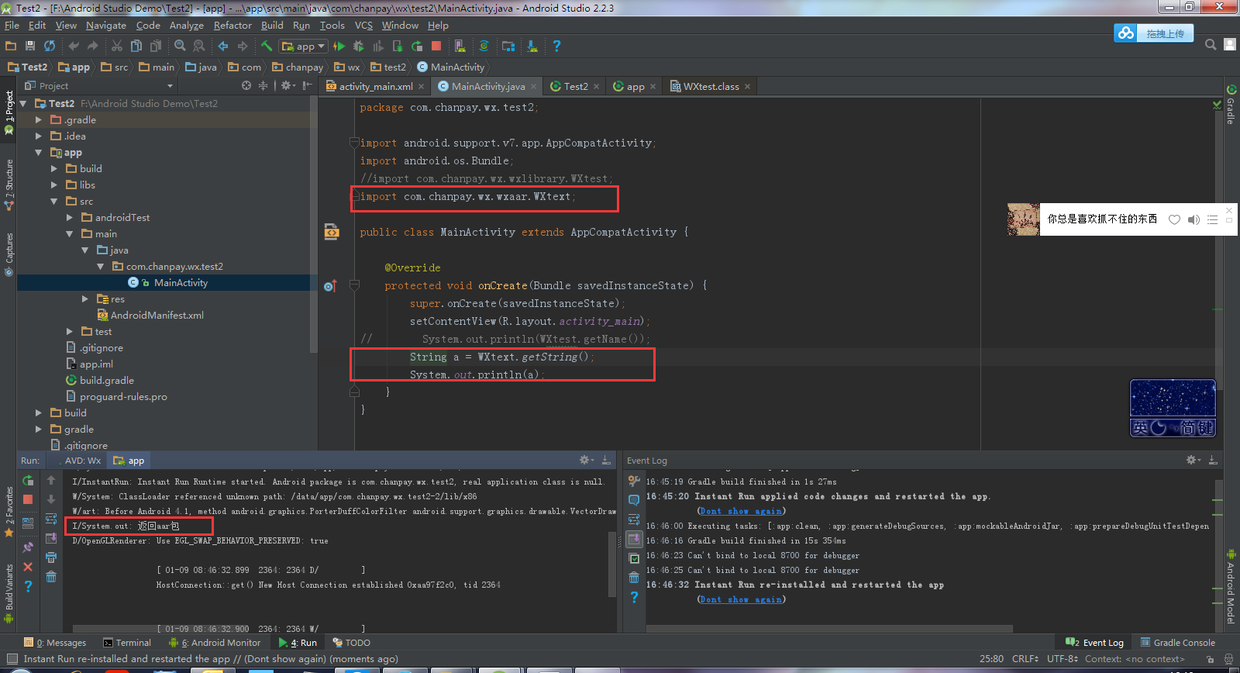 Test2 - [F:\Android Studio Demo\Test2] - [app] - ...\app\src\main\java\com\chanpay\wx\test2\MainActivity.java - Android Studio 2.2.3
File Edit View Navigate Code Analyze Refactor Build Run Tools VCS Window Help
app
拖拽上传
Test2 app src main java com chanpay wx test2 MainActivity
Project
activity_main.xml MainActivity.java Test2 app WXtest.class
1: Project
7: Structure
Captures
2: Favorites
Build Variants
Gradle
Android Model
Test2 F:\Android Studio Demo\Test2
.gradle
.idea
app
build
libs
src
androidTest
main
java
com.chanpay.wx.test2
MainActivity
res
AndroidManifest.xml
test
.gitignore
app.iml
build.gradle
proguard-rules.pro
build
gradle
.gitignore
package com.chanpay.wx.test2;
import android.support.v7.app.AppCompatActivity;
import android.os.Bundle;
//import com.chanpay.wx.wxlibrary.WXtest;
import com.chanpay.wx.wxaar.WXtext;
public class MainActivity extends AppCompatActivity {
@Override
protected void onCreate(Bundle savedInstanceState) {
super.onCreate(savedInstanceState);
setContentView(R.layout.activity_main);
// System.out.println(WXtest.getName());
String a = WXtext.getString();
System.out.println(a);
}
}
你总是喜欢抓不住的东西
英 简键
Run: AVD: Wx app
I/InstantRun: Instant Run Runtime started. Android package is com.chanpay.wx.test2, real application class is null.
W/System: ClassLoader referenced unknown path: /data/app/com.chanpay.wx.test2-2/lib/x86
W/art: Before Android 4.1, method android.graphics.PorterDuffColorFilter android.support.graphics.drawable.VectorDraw
I/System.out: 返回aar包
D/OpenGLRenderer: Use EGL_SWAP_BEHAVIOR_PRESERVED: true
[ 01-09 08:46:32.899 2364: 2364 D/ ]
HostConnection::get() New Host Connection established 0xaa97f2c0, tid 2364
[ 01-09 08:46:32.900 2364: 2364 W/ ]
Event Log
16:45:19 Gradle build finished in 1s 27ms
16:45:20 Instant Run applied code changes and restarted the app.
(Dont show again)
16:46:00 Executing tasks: [:app:clean, :app:generateDebugSources, :app:mockableAndroidJar, :app:prepareDebugUnitTestDepen
16:46:16 Gradle build finished in 15s 354ms
16:46:23 Can't bind to local 8700 for debugger
16:46:25 Can't bind to local 8700 for debugger
16:46:32 Instant Run re-installed and restarted the app
(Dont show again)
0: Messages Terminal 6: Android Monitor 4: Run TODO 2 Event Log Gradle Console
Instant Run re-installed and restarted the app // (Dont show again) (moments ago) 25:80 CRLF UTF-8 Context: <no context>